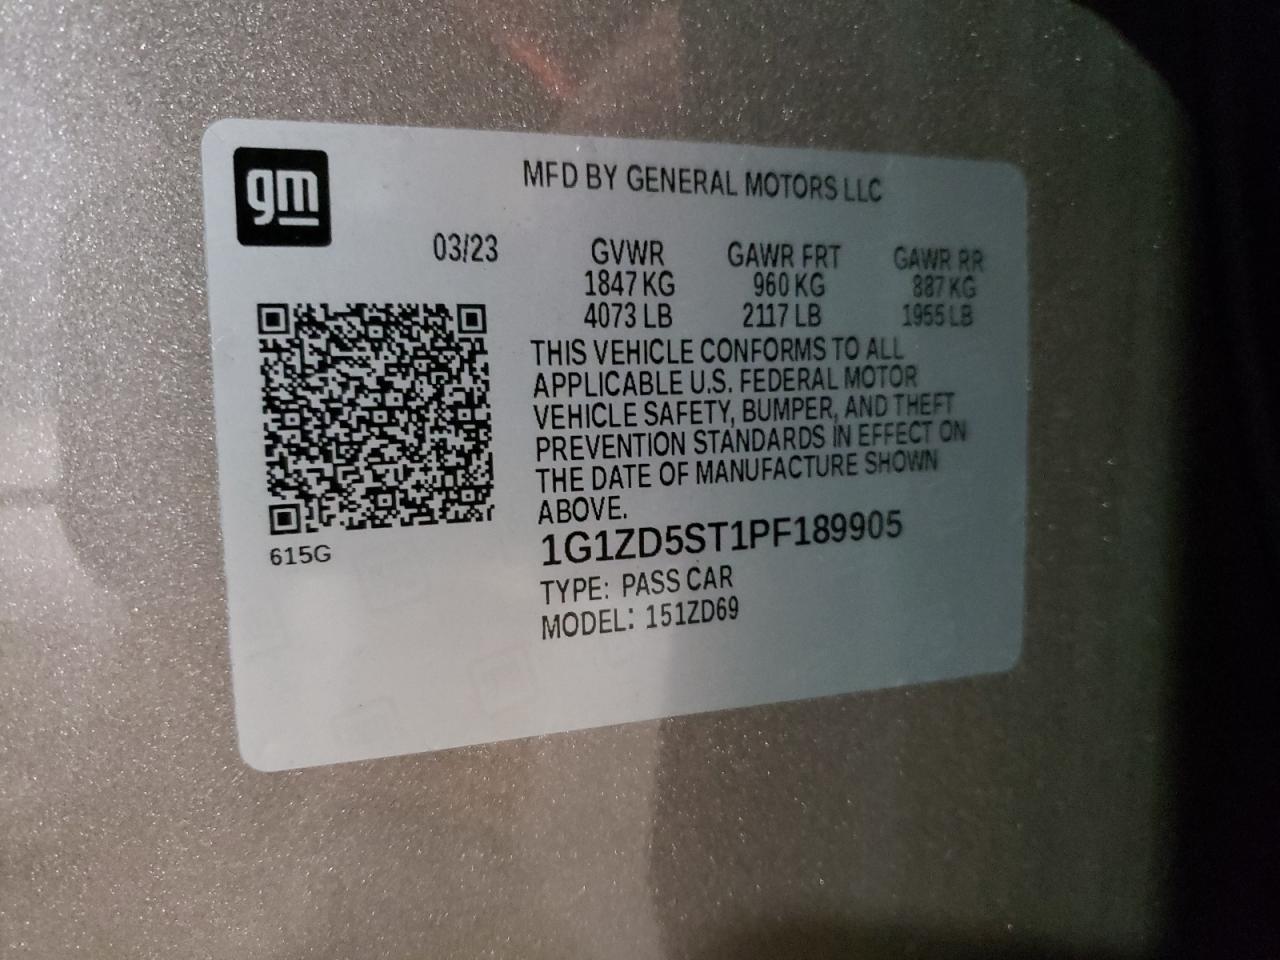 gm
MFD BY GENERAL MOTORS LLC
03/23 GVWR GAWR FRT GAWR RR
1847 KG 960 KG 887 KG
4073 LB 2117 LB 1955 LB
THIS VEHICLE CONFORMS TO ALL
APPLICABLE U.S. FEDERAL MOTOR
VEHICLE SAFETY, BUMPER, AND THEFT
PREVENTION STANDARDS IN EFFECT ON
THE DATE OF MANUFACTURE SHOWN
ABOVE.
1G1ZD5ST1PF189905
TYPE: PASS CAR
MODEL: 151ZD69
615G